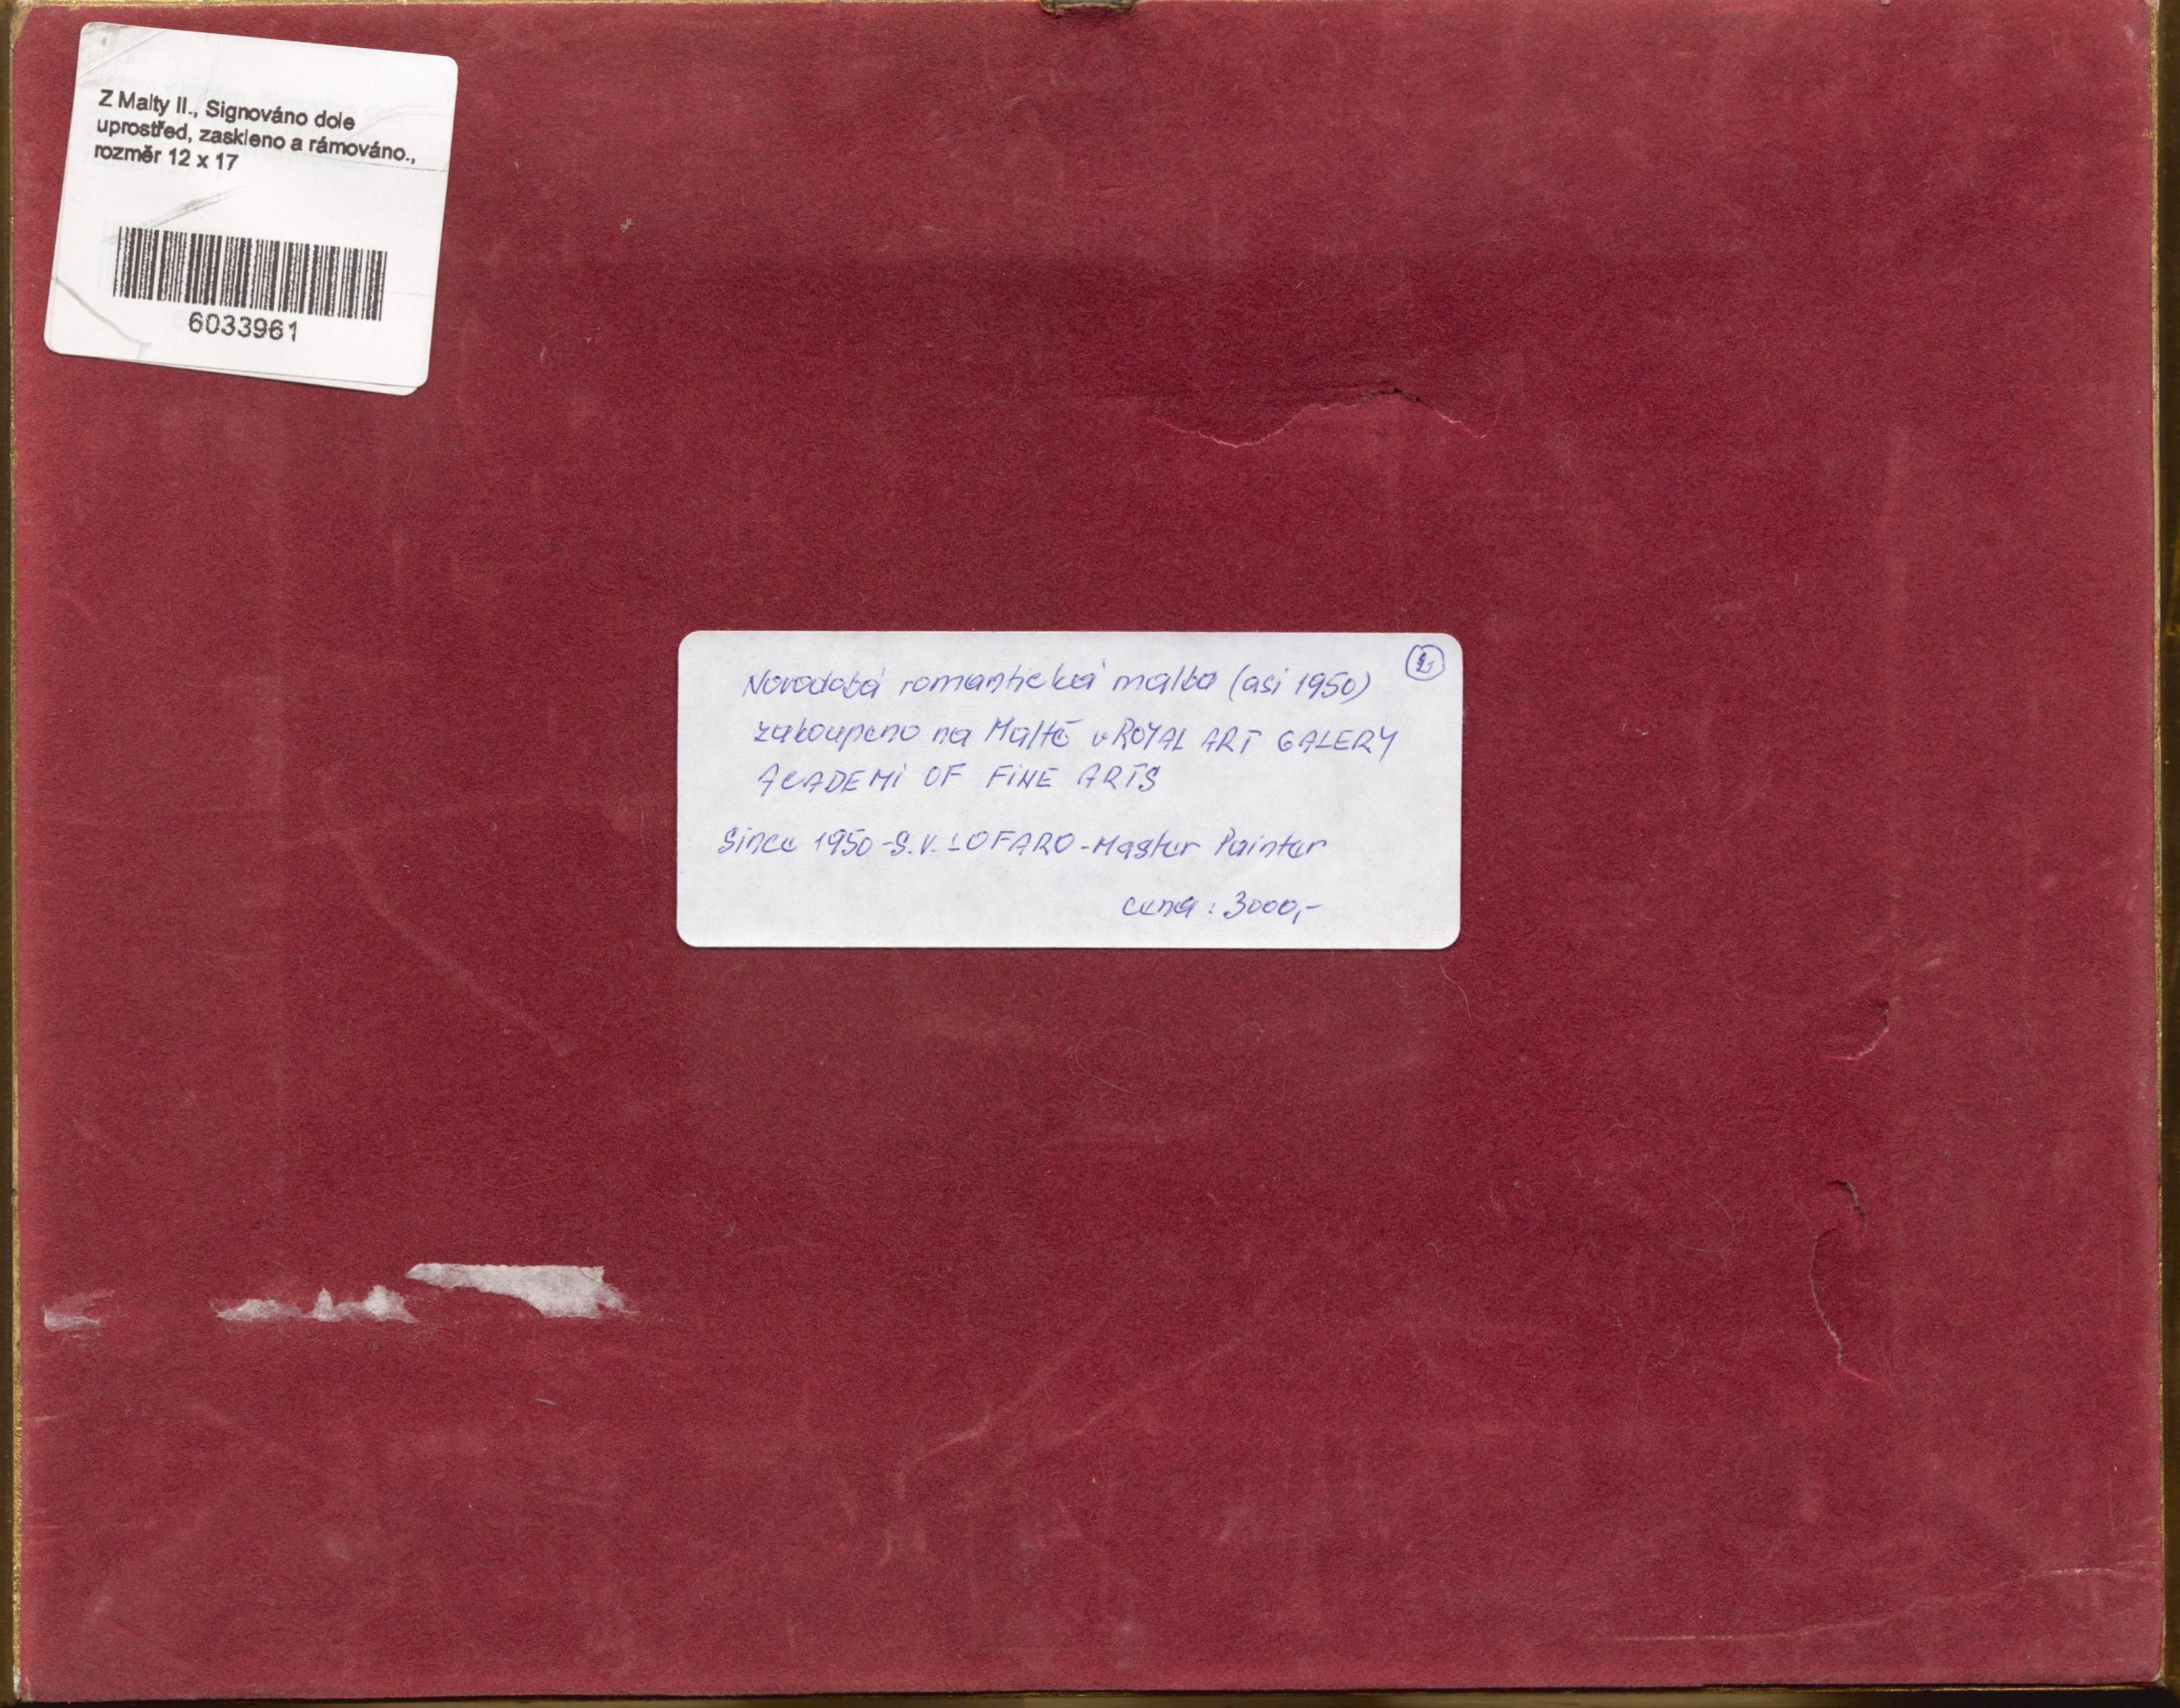 Z Malty II., Signováno dole
uprostřed, zaskleno a rámováno.,
rozměr 12 x 17
6033961
Novodobá romantická malba (asi 1950)
zakoupeno na Maltě v ROYAL ART GALERY
ACADEMI OF FINE ARTS
Since 1950-S.V. LOFARO-Master Painter
cena: 3000,-